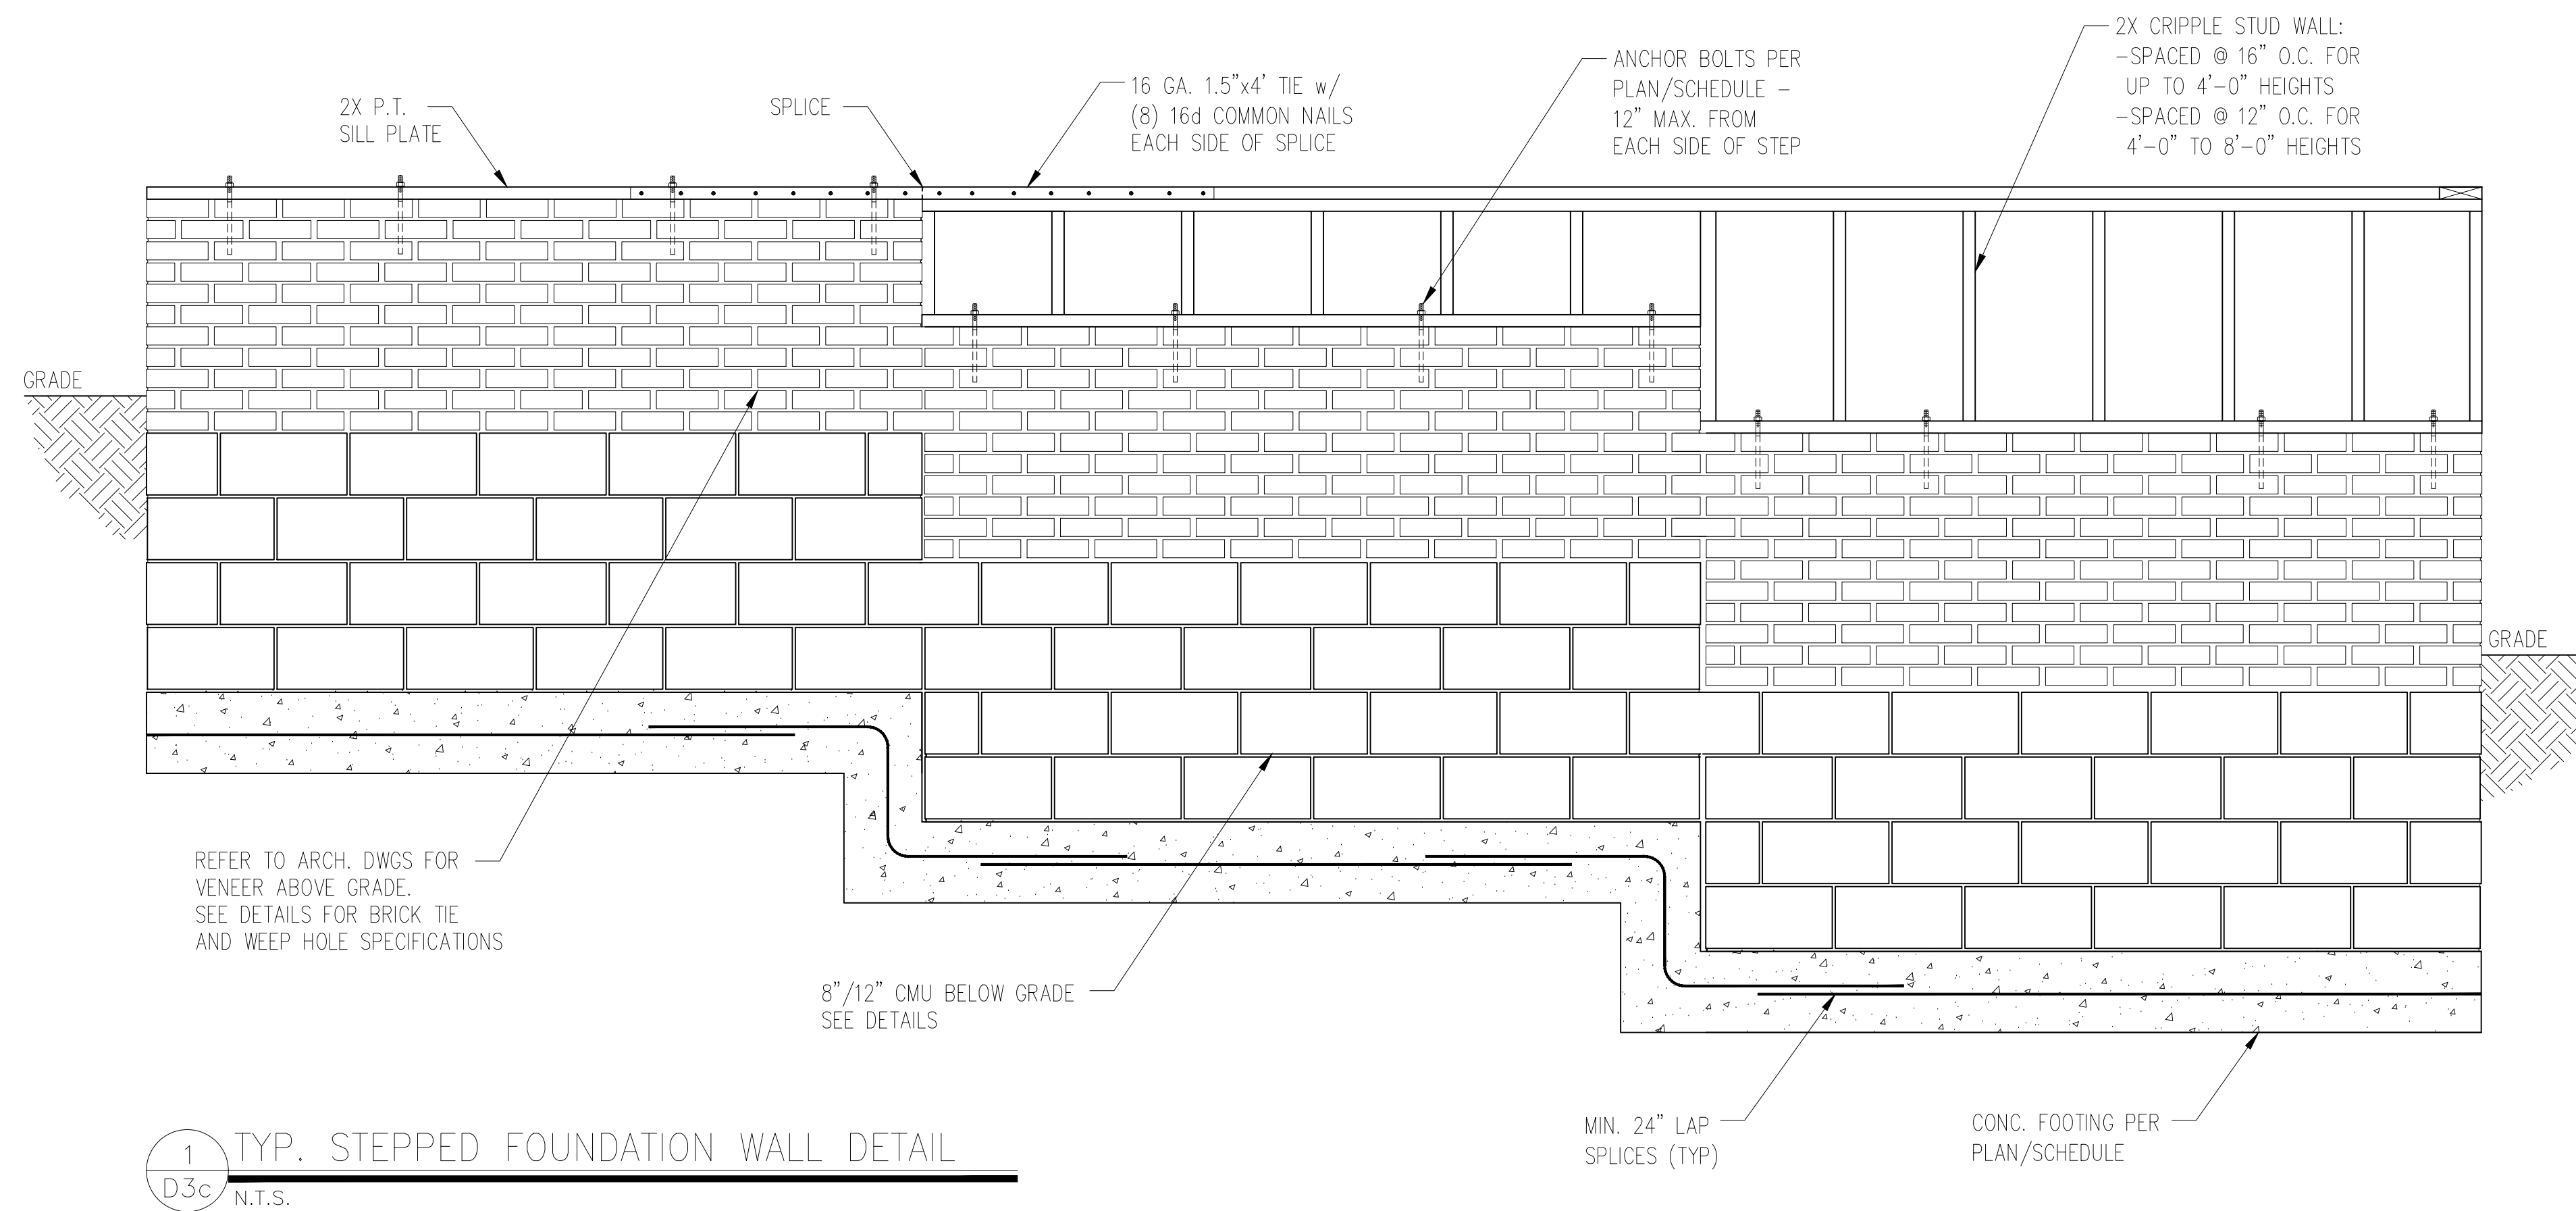 2X P.T.
SILL PLATE
SPLICE
16 GA. 1.5"x4' TIE w/
(8) 16d COMMON NAILS
EACH SIDE OF SPLICE
ANCHOR BOLTS PER
PLAN/SCHEDULE -
12" MAX. FROM
EACH SIDE OF STEP
2X CRIPPLE STUD WALL:
-SPACED @ 16" O.C. FOR
UP TO 4'-0" HEIGHTS
-SPACED @ 12" O.C. FOR
4'-0" TO 8'-0" HEIGHTS
GRADE
GRADE
REFER TO ARCH. DWGS FOR
VENEER ABOVE GRADE.
SEE DETAILS FOR BRICK TIE
AND WEEP HOLE SPECIFICATIONS
8"/12" CMU BELOW GRADE
SEE DETAILS
MIN. 24" LAP
SPLICES (TYP)
CONC. FOOTING PER
PLAN/SCHEDULE
1
D3c
TYP. STEPPED FOUNDATION WALL DETAIL
N.T.S.